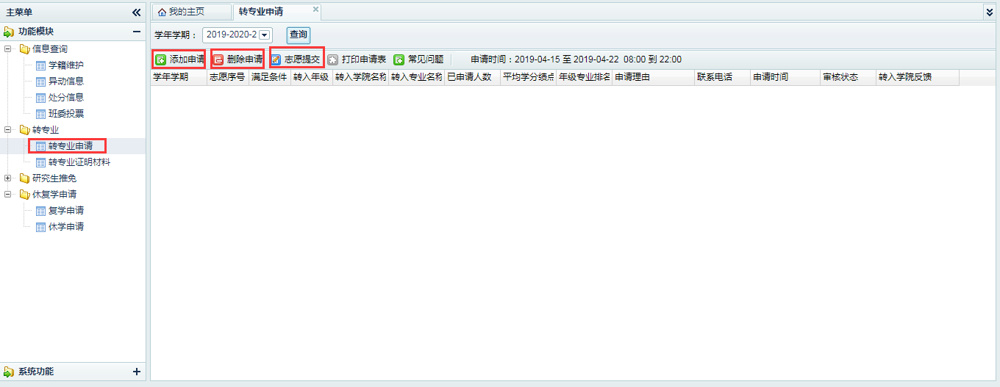 主菜单
功能模块
信息查询
学籍维护
异动信息
处分信息
班委投票
转专业
转专业申请
转专业证明材料
研究生推免
休复学申请
复学申请
休学申请
系统功能
我的主页 转专业申请
学年学期： 2019-2020-2 查询
添加申请 删除申请 志愿提交 打印申请表 常见问题 申请时间：2019-04-15 至 2019-04-22 08:00 到 22:00
学年学期 志愿序号 满足条件 转入年级 转入学院名称 转入专业名称 已申请人数 平均学分绩点 年级专业排名 申请理由 联系电话 申请时间 审核状态 转入学院反馈